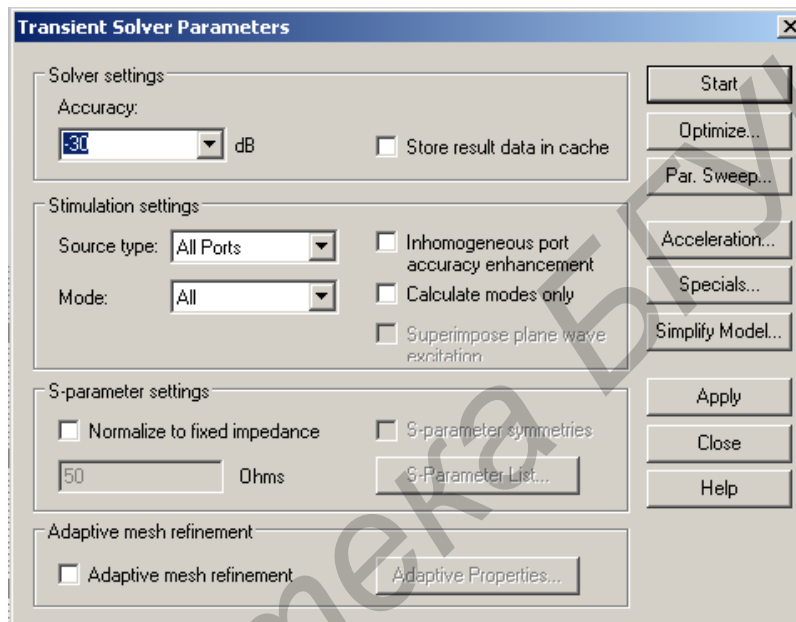 Transient Solver Parameters
Solver settings
Accuracy:
-30 dB
Store result data in cache
Stimulation settings
Source type: All Ports
Mode: All
Inhomogeneous port
accuracy enhancement
Calculate modes only
Superimpose plane wave
excitation
S-parameter settings
Normalize to fixed impedance
50 Ohms
S-parameter symmetries
S-Parameter List...
Adaptive mesh refinement
Adaptive mesh refinement
Adaptive Properties...
Start
Optimize...
Par. Sweep...
Acceleration...
Specials...
Simplify Model...
Apply
Close
Help